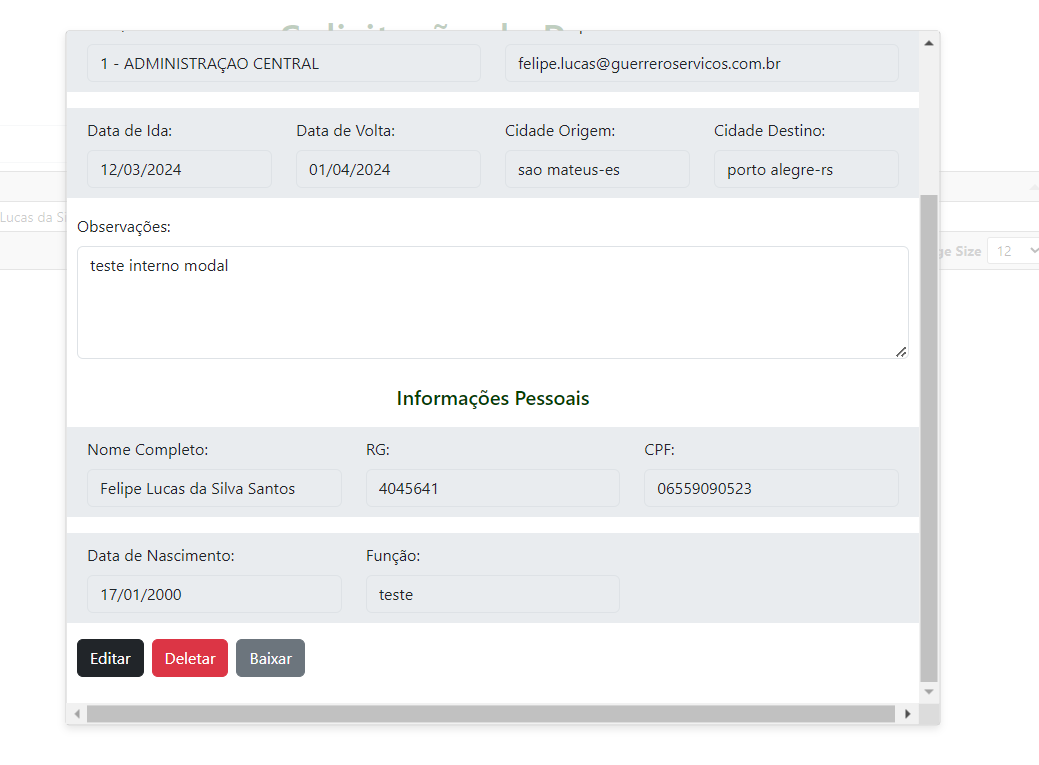 1 - ADMINISTRAÇAO CENTRAL felipe.lucas@guerreroservicos.com.br
Data de Ida: Data de Volta: Cidade Origem: Cidade Destino:
12/03/2024 01/04/2024 sao mateus-es porto alegre-rs
Lucas da Si
Observações:
ge Size 12
teste interno modal
Informações Pessoais
Nome Completo: RG: CPF:
Felipe Lucas da Silva Santos 4045641 06559090523
Data de Nascimento: Função:
17/01/2000 teste
Editar Deletar Baixar